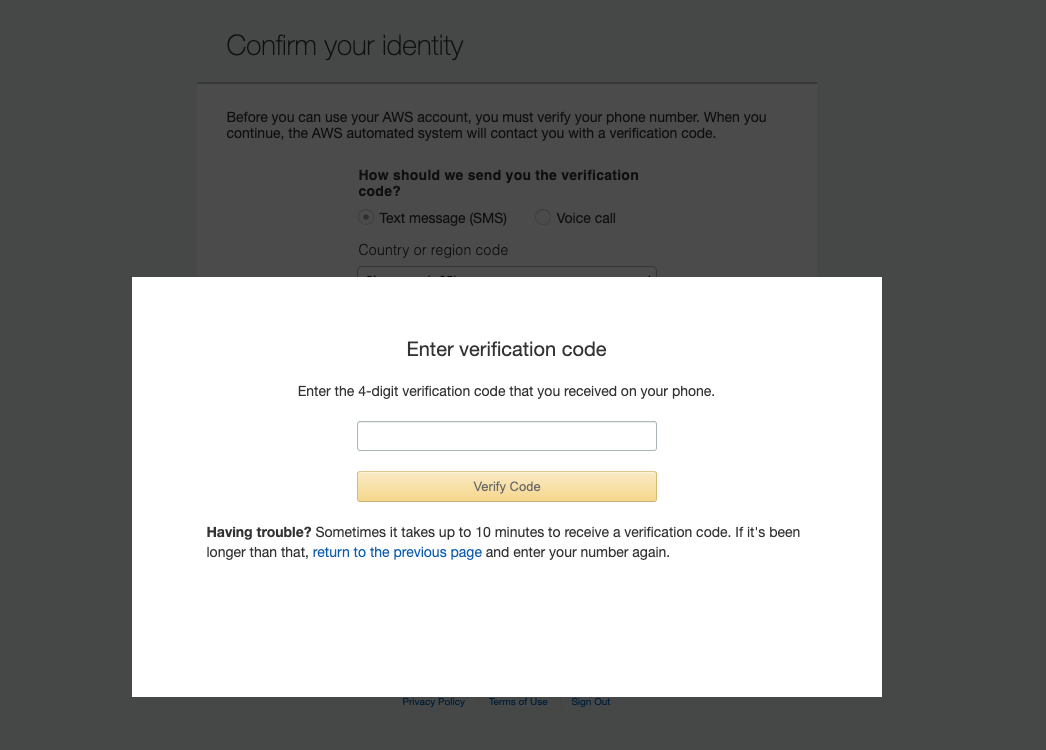 Confirm your identity
Before you can use your AWS account, you must verify your phone number. When you
continue, the AWS automated system will contact you with a verification code.
How should we send you the verification
code?
Text message (SMS) Voice call
Country or region code
Enter verification code
Enter the 4-digit verification code that you received on your phone.
Verify Code
Having trouble? Sometimes it takes up to 10 minutes to receive a verification code. If it's been
longer than that, return to the previous page and enter your number again.
Privacy Policy Terms of Use Sign Out